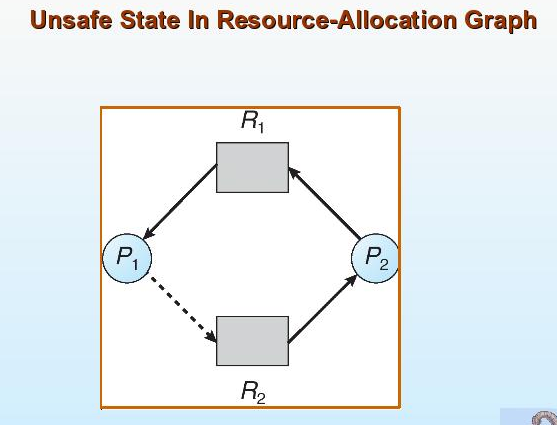 Unsafe State In Resource-Allocation Graph
R1
P1
P2
R2